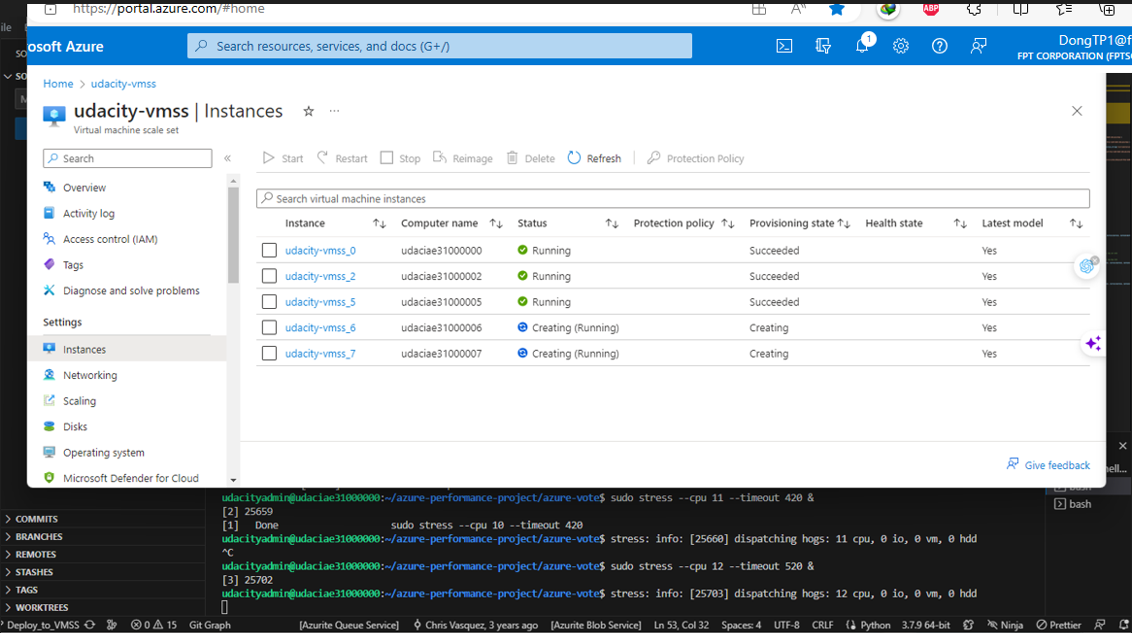 https://portal.azure.com/#home
ABP
ile
osoft Azure
Search resources, services, and docs (G+/)
1
DongTP1@f
FPT CORPORATION (FPTS
Home > udacity-vmss
udacity-vmss | Instances
Virtual machine scale set
Search
Start Restart Stop Reimage Delete Refresh Protection Policy
Overview
Activity log
Access control (IAM)
Tags
Diagnose and solve problems
Settings
Instances
Networking
Scaling
Disks
Operating system
Microsoft Defender for Cloud
Search virtual machine instances
Instance Computer name Status Protection policy Provisioning state Health state Latest model
udacity-vmss_0 udaciae31000000 Running Succeeded Yes
udacity-vmss_2 udaciae31000002 Running Succeeded Yes
udacity-vmss_5 udaciae31000005 Running Succeeded Yes
udacity-vmss_6 udaciae31000006 Creating (Running) Creating Yes
udacity-vmss_7 udaciae31000007 Creating (Running) Creating Yes
Give feedback
udacityadmin@udaciae31000000:~/azure-performance-project/azure-vote$ sudo stress --cpu 11 --timeout 420 &
[2] 25659
[1] Done sudo stress --cpu 10 --timeout 420
udacityadmin@udaciae31000000:~/azure-performance-project/azure-vote$ stress: info: [25660] dispatching hogs: 11 cpu, 0 io, 0 vm, 0 hdd
^C
udacityadmin@udaciae31000000:~/azure-performance-project/azure-vote$ sudo stress --cpu 12 --timeout 520 &
[3] 25702
udacityadmin@udaciae31000000:~/azure-performance-project/azure-vote$ stress: info: [25703] dispatching hogs: 12 cpu, 0 io, 0 vm, 0 hdd
hell...
bash
bash
COMMITS
BRANCHES
REMOTES
STASHES
TAGS
WORKTREES
Deploy_to_VMSS 0 15 Git Graph [Azurite Queue Service] Chris Vasquez, 3 years ago [Azurite Blob Service] Ln 53, Col 32 Spaces: 4 UTF-8 CRLF Python 3.7.9 64-bit Ninja Prettier